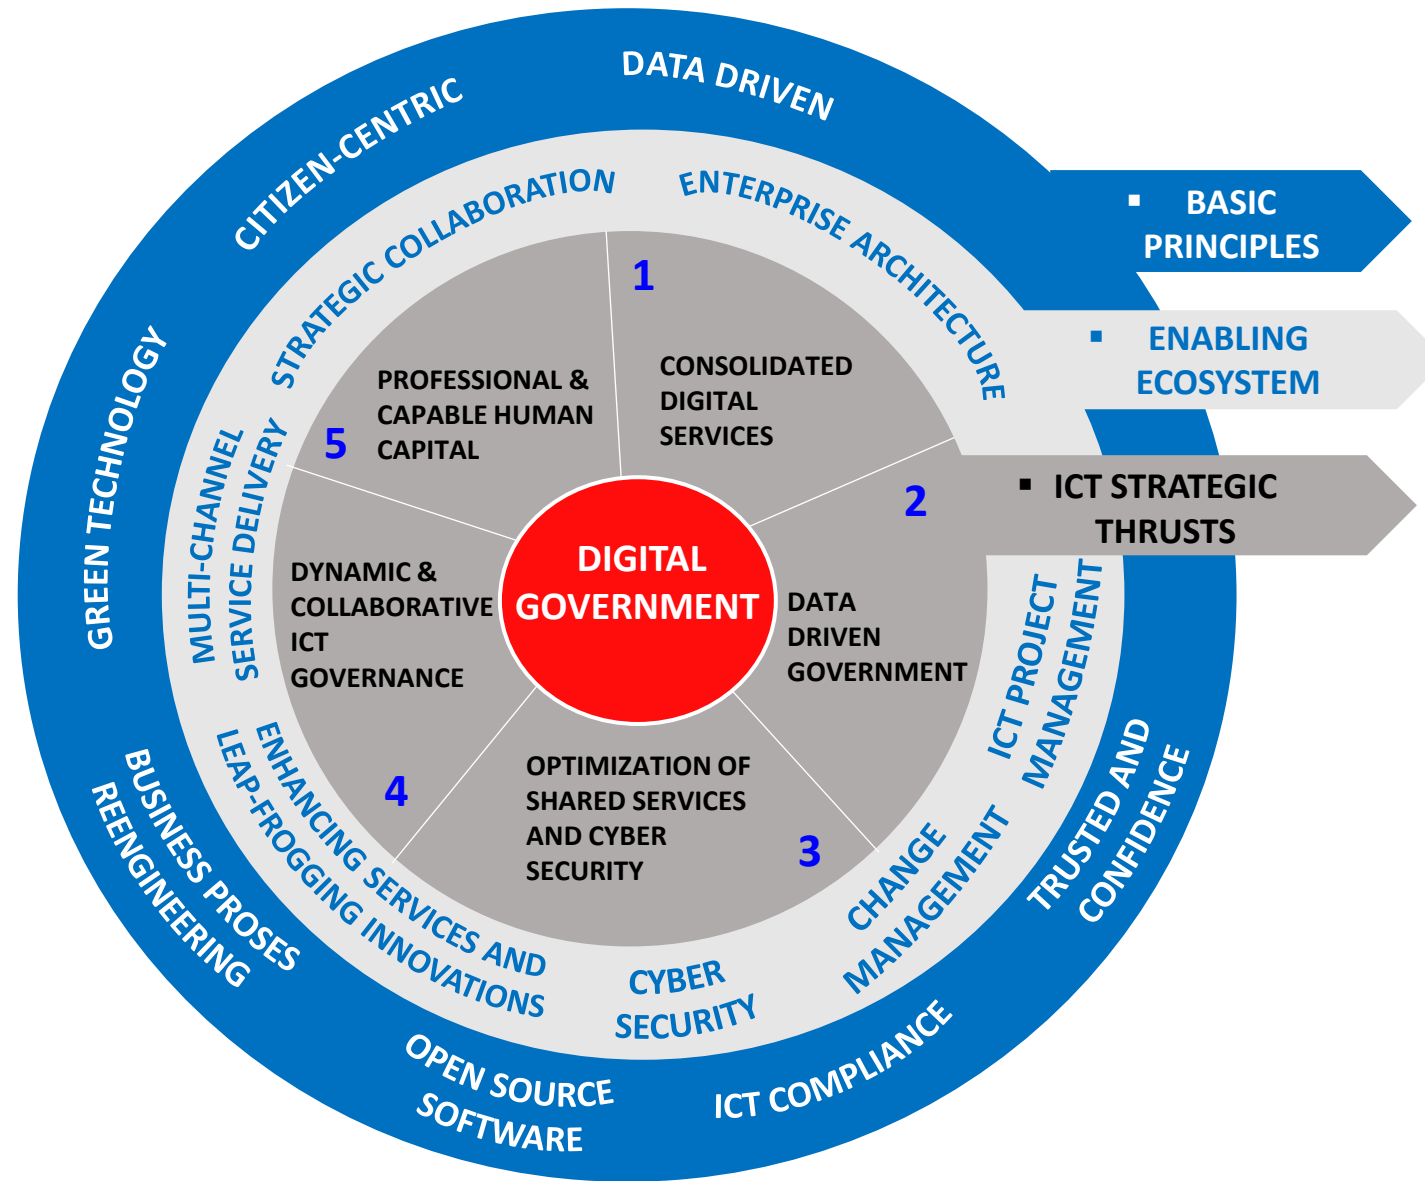 DATA DRIVEN
CITIZEN-CENTRIC
GREEN TECHNOLOGY
BUSINESS PROSES
REENGINEERING
OPEN SOURCE
SOFTWARE
ICT COMPLIANCE
TRUSTED AND
CONFIDENCE
▪ BASIC
PRINCIPLES
STRATEGIC COLLABORATION
ENTERPRISE ARCHITECTURE
MULTI-CHANNEL
SERVICE DELIVERY
ENHANCING SERVICES AND
LEAP-FROGGING INNOVATIONS
CYBER
SECURITY
CHANGE
MANAGEMENT
ICT PROJECT
MANAGEMENT
▪ ENABLING
ECOSYSTEM
▪ ICT STRATEGIC
THRUSTS
1
CONSOLIDATED
DIGITAL
SERVICES
2
DATA
DRIVEN
GOVERNMENT
3
OPTIMIZATION OF
SHARED SERVICES
AND CYBER
SECURITY
4
DYNAMIC &
COLLABORATIVE
ICT
GOVERNANCE
5
PROFESSIONAL &
CAPABLE HUMAN
CAPITAL
DIGITAL
GOVERNMENT